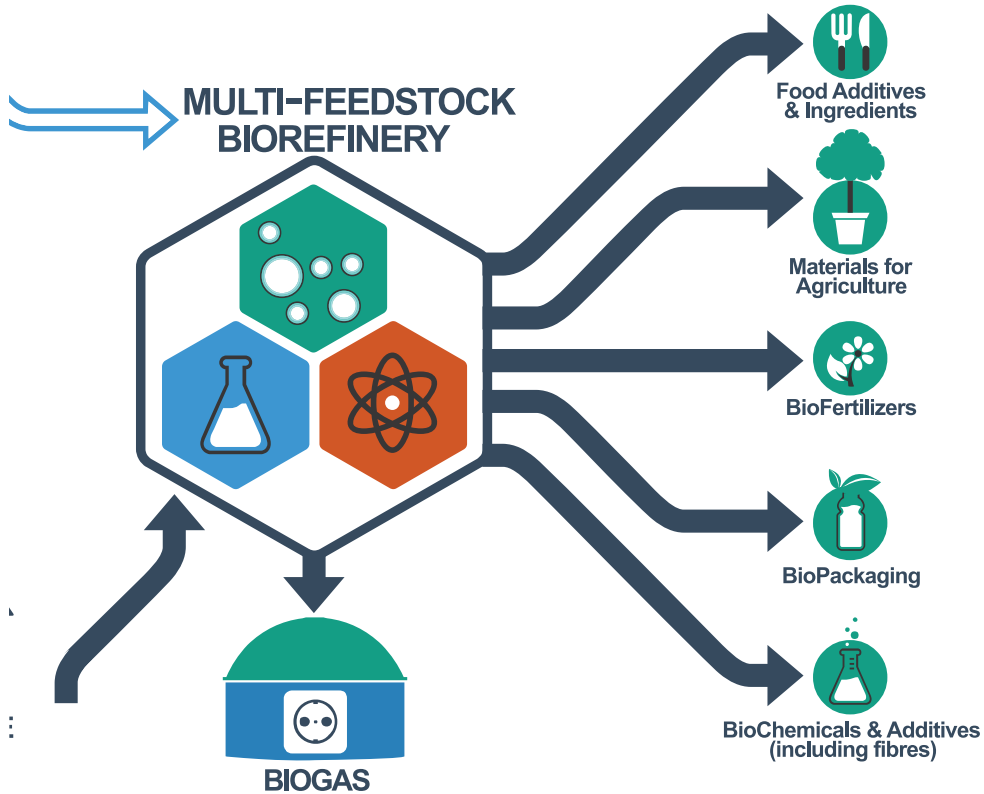 MULTI-FEEDSTOCK
BIOREFINERY
Food Additives
& Ingredients
Materials for
Agriculture
BioFertilizers
BioPackaging
BioChemicals & Additives
(including fibres)
BIOGAS